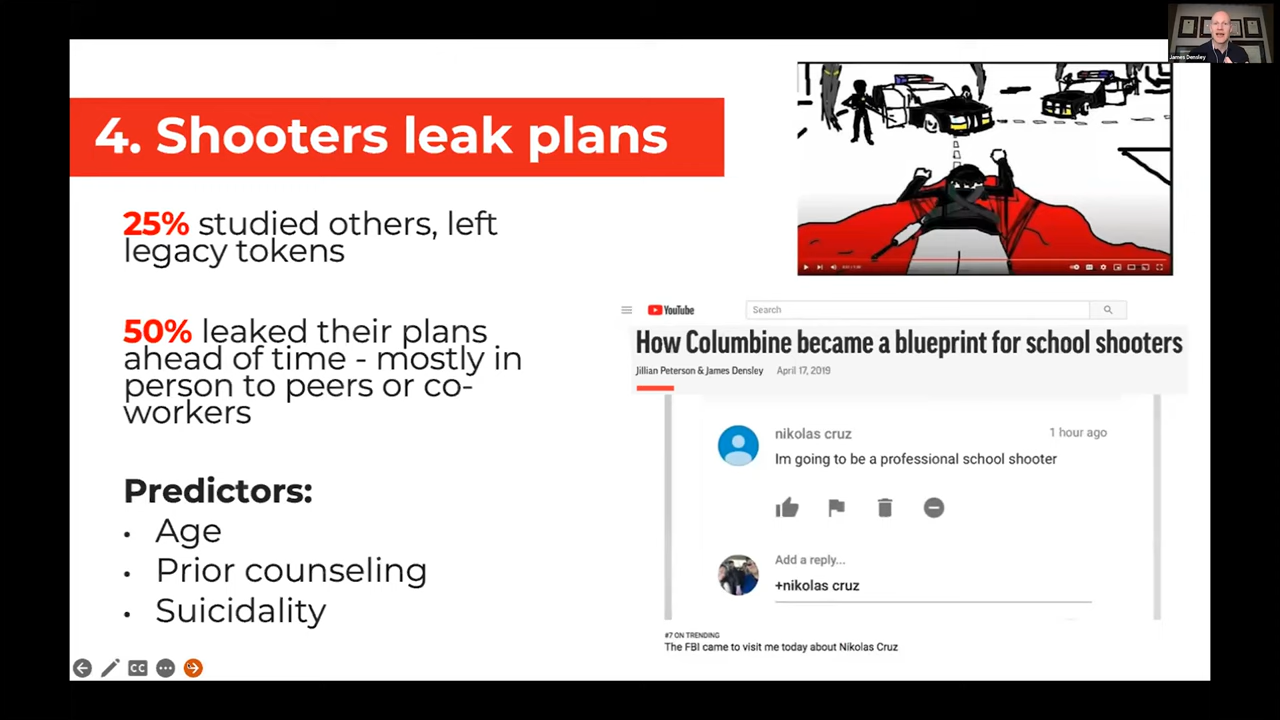 James Densley
4. Shooters leak plans
25% studied others, left
legacy tokens
50% leaked their plans
ahead of time - mostly in
person to peers or co-
workers
Predictors:
• Age
• Prior counseling
• Suicidality
YouTube
Search
How Columbine became a blueprint for school shooters
Jillian Peterson & James Densley April 17, 2019
nikolas cruz 1 hour ago
Im going to be a professional school shooter
Add a reply...
+nikolas cruz
#7 ON TRENDING
The FBI came to visit me today about Nikolas Cruz
CC